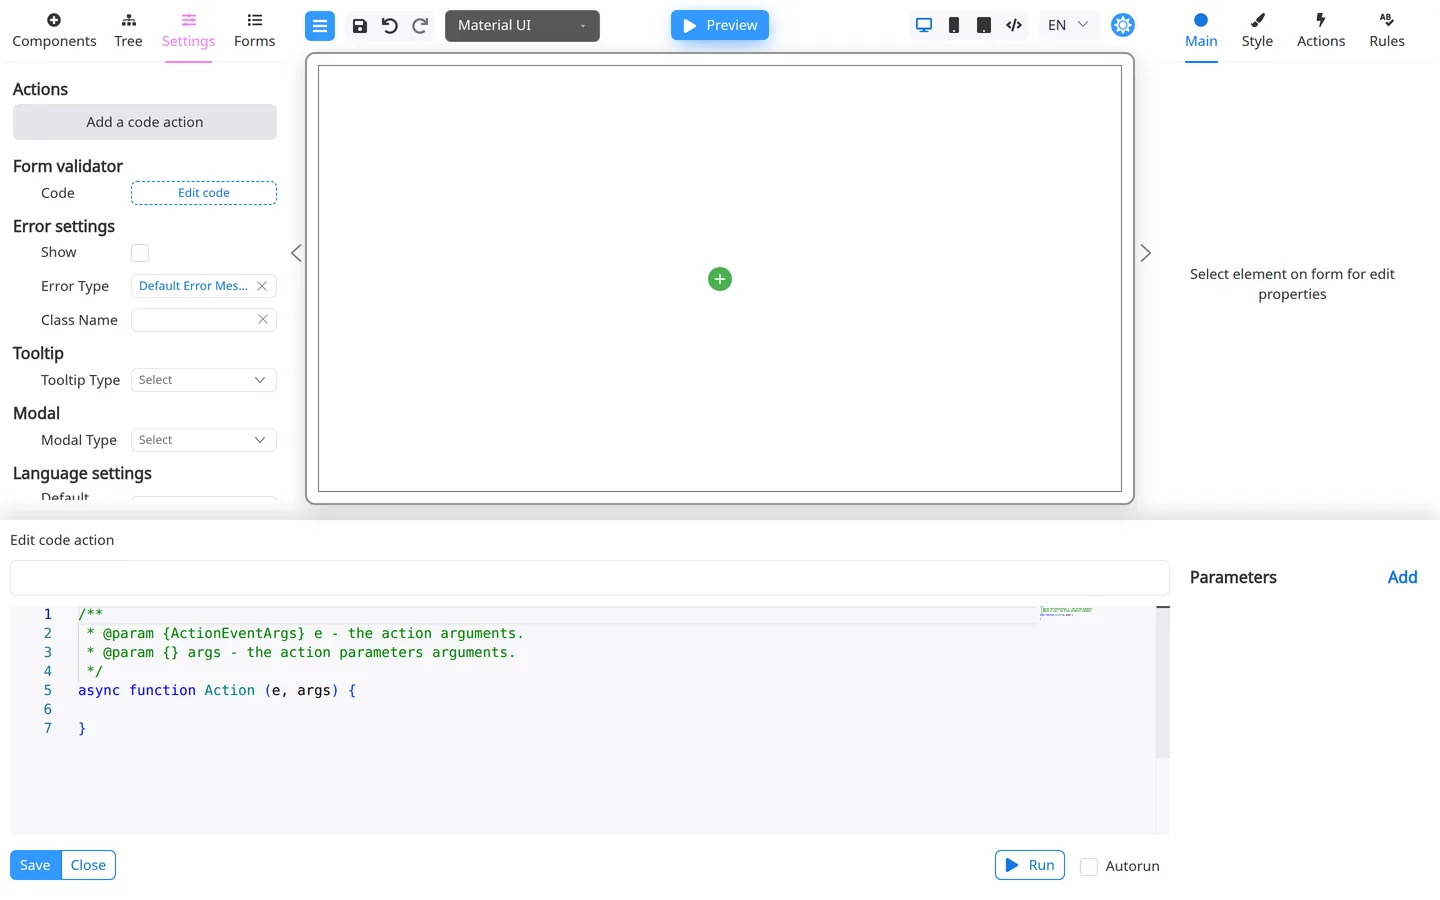 Components
Tree
Settings
Forms
Material UI
Preview
EN
Main
Style
Actions
AB
Rules
Actions
Add a code action
Form validator
Code
Edit code
Error settings
Show
Error Type
Default Error Mes...
Class Name
Tooltip
Tooltip Type
Select
Modal
Modal Type
Select
Language settings
Default
Select element on form for edit
properties
Edit code action
Parameters
Add
1 /**
2  * @param {ActionEventArgs} e - the action arguments.
3  * @param {} args - the action parameters arguments.
4  */
5 async function Action (e, args) {
6
7 }
Save
Close
Run
Autorun